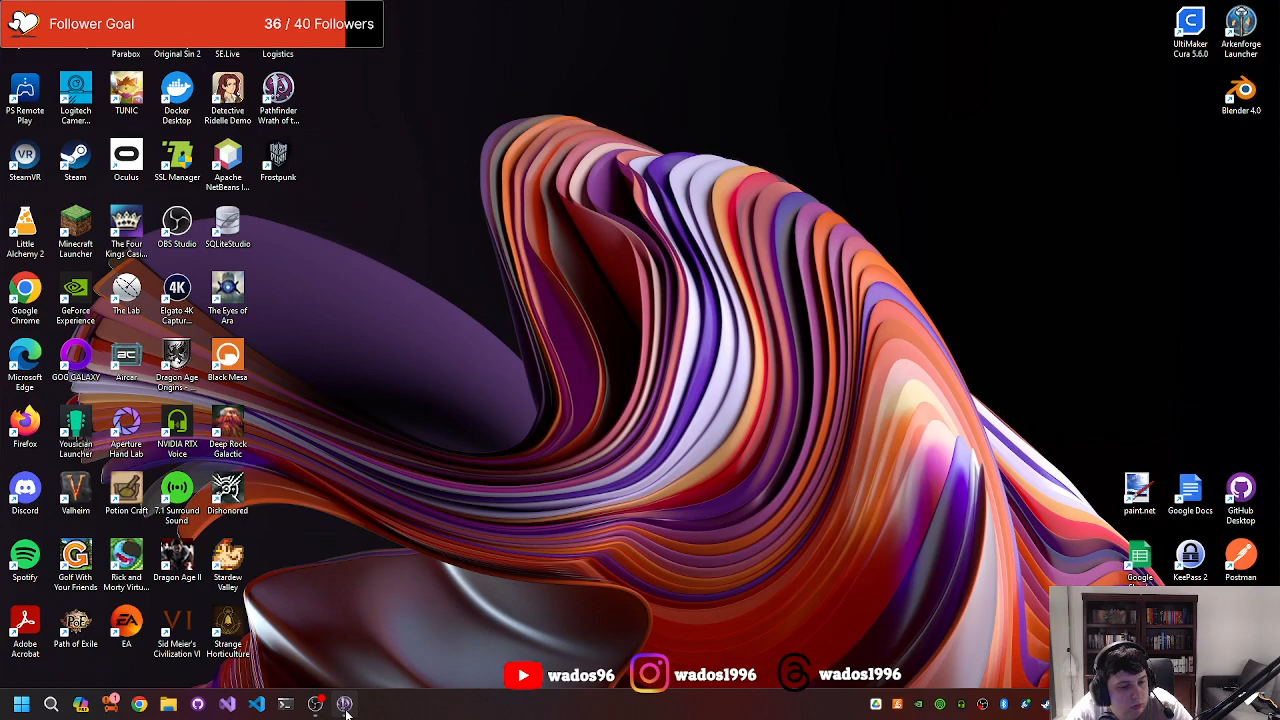 Follower Goal
36 / 40 Followers
Parabox
Original Sin 2
SE.Live
Logistics
UltiMaker
Cura 5.6.0
Arkenforge
Launcher
PS Remote
Play
Logitech
Camer...
TUNIC
Docker
Desktop
Detective
Ridelle Demo
Pathfinder
Wrath of t...
Blender 4.0
SteamVR
Steam
Oculus
SSL Manager
Apache
NetBeans I...
Frostpunk
Little
Alchemy 2
Minecraft
Launcher
The Four
Kings Casi...
OBS Studio
SQLiteStudio
Google
Chrome
GeForce
Experience
The Lab
Elgato 4K
Captur...
The Eyes of
Ara
Microsoft
Edge
GOG GALAXY
Aircar
Dragon Age
Origins -...
Black Mesa
Firefox
Yousician
Launcher
Aperture
Hand Lab
NVIDIA RTX
Voice
Deep Rock
Galactic
Discord
Valheim
Potion Craft
7.1 Surround
Sound
Dishonored
paint.net
Google Docs
GitHub
Desktop
Spotify
Golf With
Your Friends
Rick and
Morty Virtu...
Dragon Age II
Stardew
Valley
Google
KeePass 2
Postman
Adobe
Acrobat
Path of Exile
EA
Sid Meier's
Civilization VI
Strange
Horticulture
wados96
wados1996
wados1996